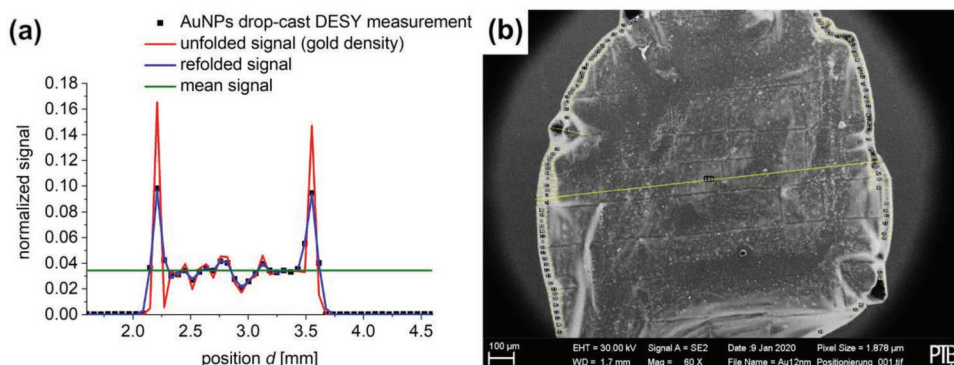 (a)
AuNPs drop-cast DESY measurement
unfolded signal (gold density)
refolded signal
mean signal
normalized signal
0.18
0.16
0.14
0.12
0.10
0.08
0.06
0.04
0.02
0.00
2.0 2.5 3.0 3.5 4.0 4.5
position d [mm]
(b)
100 µm
EHT = 30.00 kV Signal A = SE2 Date :9 Jan 2020 Pixel Size = 1.878 µm
WD = 1.7 mm Mag = 60 X File Name = Au12nm Positionierung_001.tif
PTB